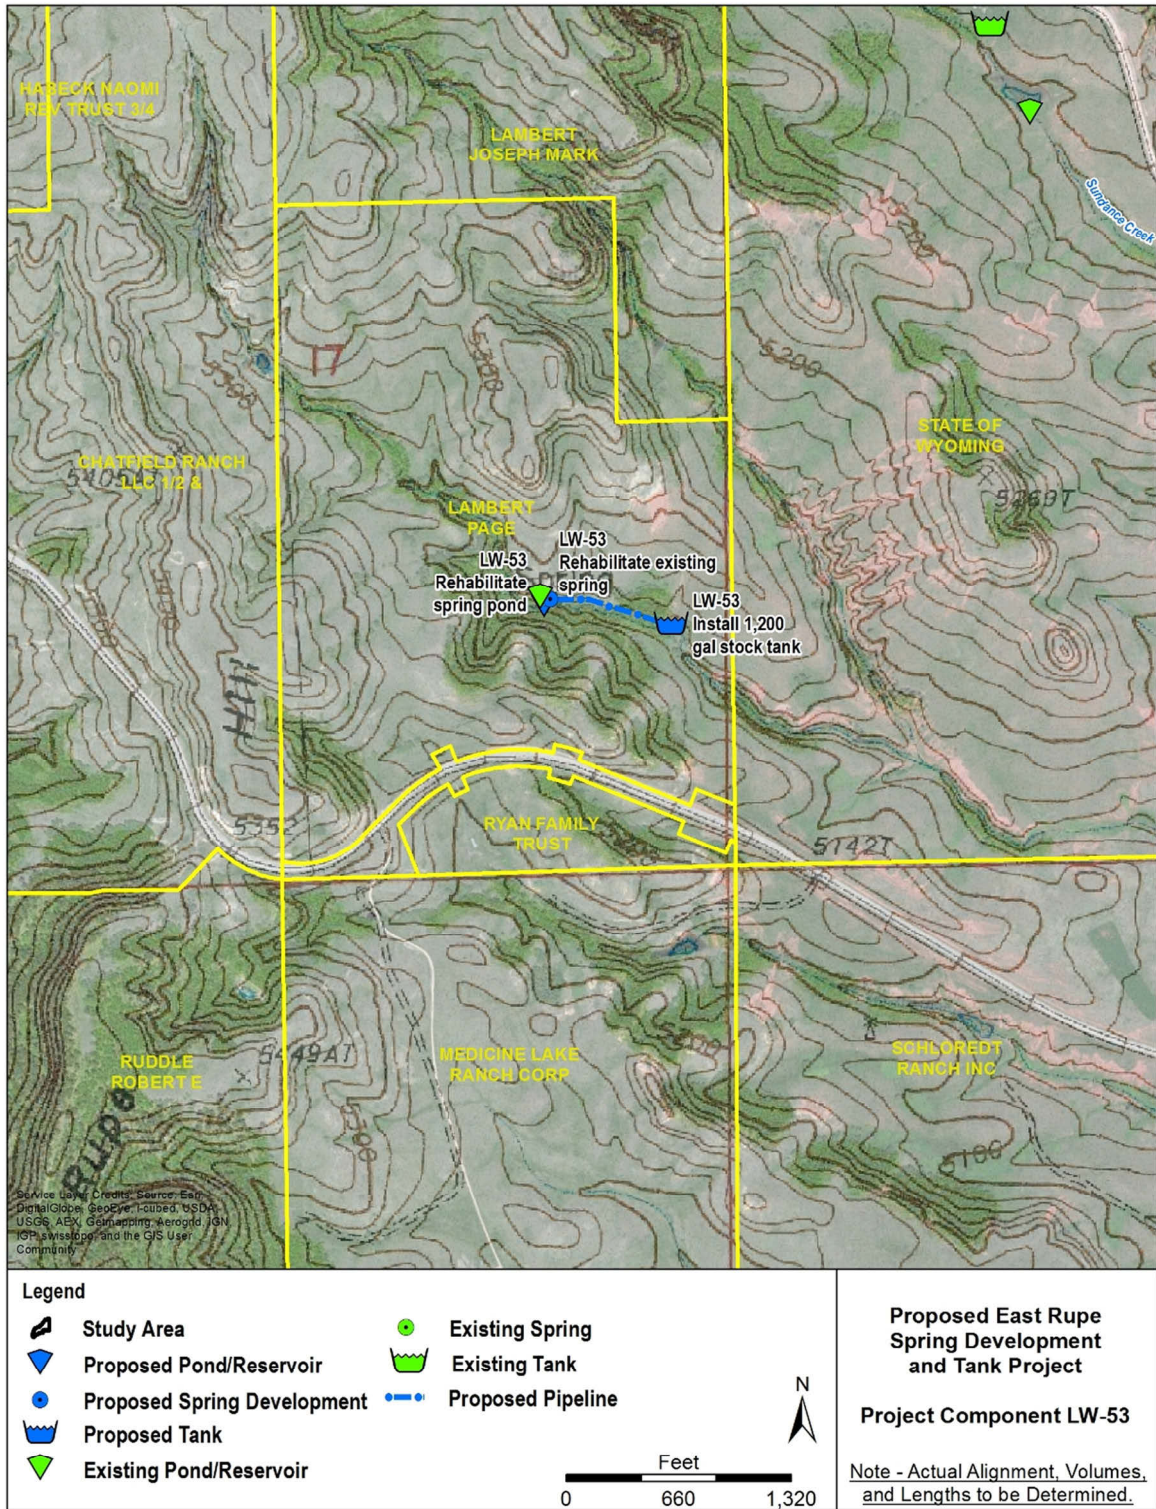 HABECK NAOMI
REV TRUST 3/4
LAMBERT
JOSEPH MARK
Sundance Creek
5200
17
5300
5300
5200
STATE OF
WYOMING
CHATFIELD RANCH
LLC 1/2 &
5269T
LAMBERT
PAGE
LW-53
Rehabilitate
spring pond
LW-53
Rehabilitate existing
spring
LW-53
Install 1,200
gal stock tank
5352
RYAN FAMILY
TRUST
5142T
RUDDLE
ROBERT E
5449AT
MEDICINE LAKE
RANCH CORP
SCHLOREDT
RANCH INC
5300
5100
Service Layer Credits: Source: Esri,
DigitalGlobe, GeoEye, i-cubed, USDA,
USGS, AEX, Getmapping, Aerogrid, IGN,
IGP, swisstopo, and the GIS User
Community
Legend
Study Area
Proposed Pond/Reservoir
Proposed Spring Development
Proposed Tank
Existing Pond/Reservoir
Existing Spring
Existing Tank
Proposed Pipeline
N
Feet
0 660 1,320
Proposed East Rupe
Spring Development
and Tank Project
Project Component LW-53
Note - Actual Alignment, Volumes,
and Lengths to be Determined.